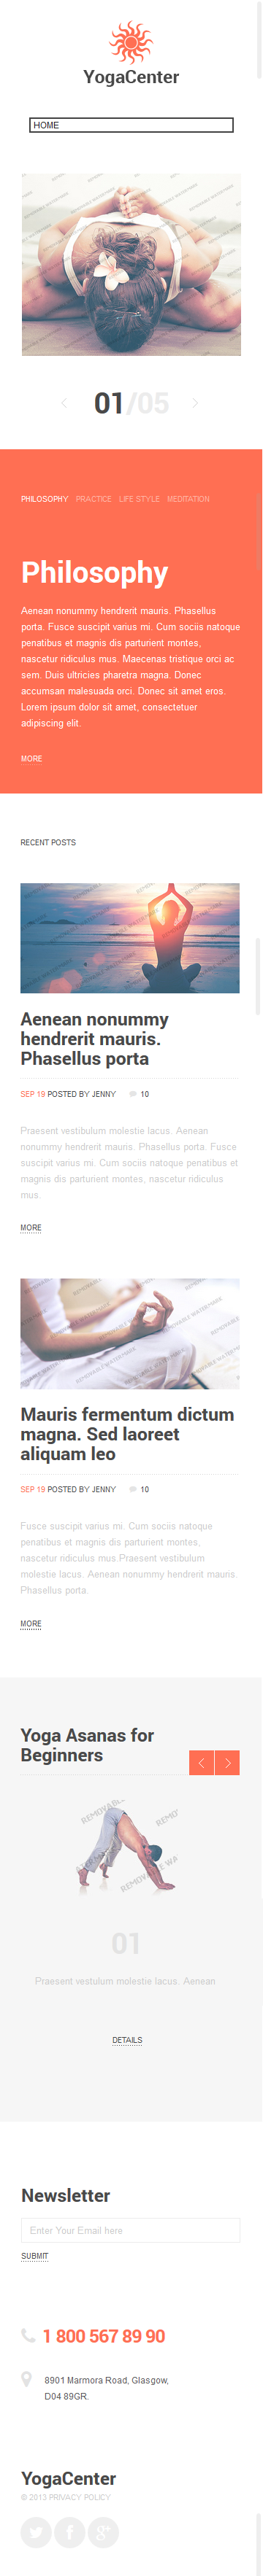 YogaCenter
HOME
01/05
PHILOSOPHY PRACTICE LIFE STYLE MEDITATION
Philosophy
Aenean nonummy hendrerit mauris. Phasellus
porta. Fusce suscipit varius mi. Cum sociis natoque
penatibus et magnis dis parturient montes,
nascetur ridiculus mus. Maecenas tristique orci ac
sem. Duis ultricies pharetra magna. Donec
accumsan malesuada orci. Donec sit amet eros.
Lorem ipsum dolor sit amet, consectetuer
adipiscing elit.
MORE
RECENT POSTS
Aenean nonummy
hendrerit mauris.
Phasellus porta
SEP 19 POSTED BY JENNY 10
Praesent vestibulum molestie lacus. Aenean
nonummy hendrerit mauris. Phasellus porta. Fusce
suscipit varius mi. Cum sociis natoque penatibus et
magnis dis parturient montes, nascetur ridiculus
mus.
MORE
REMOVABLE WATERMARK
Mauris fermentum dictum
magna. Sed laoreet
aliquam leo
SEP 19 POSTED BY JENNY 10
Fusce suscipit varius mi. Cum sociis natoque
penatibus et magnis dis parturient montes,
nascetur ridiculus mus Praesent vestibulum
molestie lacus. Aenean nonummy hendrerit mauris.
Phasellus porta.
MORE
Yoga Asanas for
Beginners
01
Praesent vestulum molestie lacus. Aenean
DETAILS
Newsletter
Enter Your Email here
SUBMIT
1 800 567 89 90
8901 Marmora Road, Glasgow,
D04 89GR.
YogaCenter
© 2013 PRIVACY POLICY